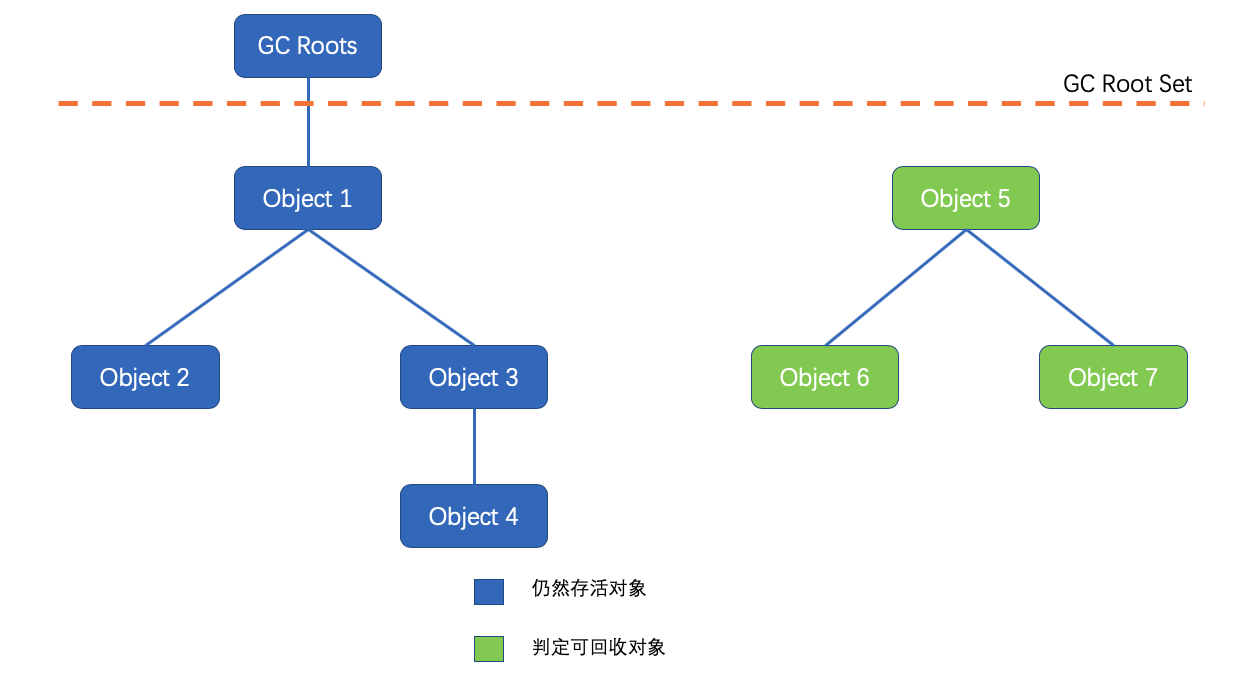 GC Roots
GC Root Set
Object 1
Object 5
Object 2
Object 3
Object 6
Object 7
Object 4
仍然存活对象
判定可回收对象